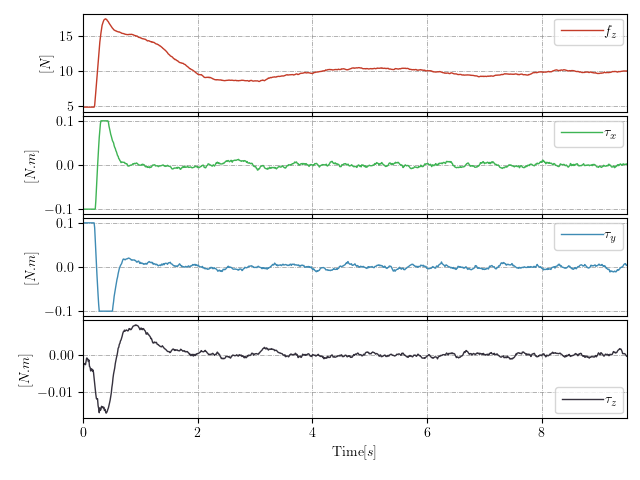 [N]
15
10
5
f_z
[N.m]
0.1
0.0
−0.1
τ_x
[N.m]
0.1
0.0
−0.1
τ_y
[N.m]
0.00
−0.01
τ_z
0 2 4 6 8
Time[s]